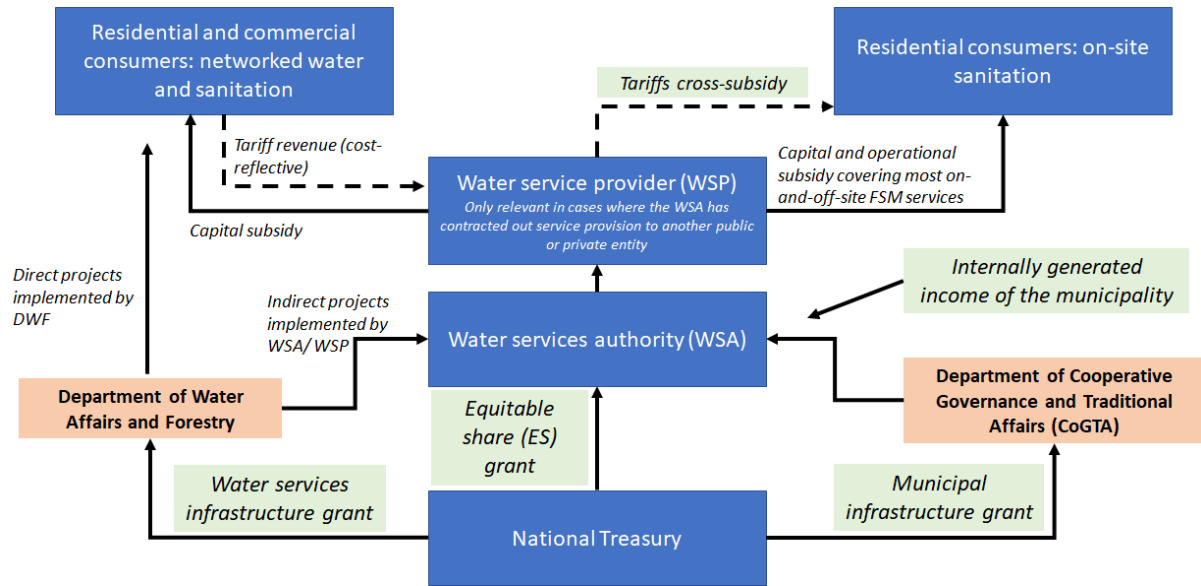 Residential and commercial
consumers: networked water
and sanitation
Residential consumers: on-site
sanitation
Tariffs cross-subsidy
Tariff revenue (cost-
reflective)
Water service provider (WSP)
Only relevant in cases where the WSA has
contracted out service provision to another public
or private entity
Capital and operational
subsidy covering most on-
and-off-site FSM services
Capital subsidy
Direct projects
implemented by
DWF
Indirect projects
implemented by
WSA/ WSP
Water services authority (WSA)
Internally generated
income of the municipality
Department of Water
Affairs and Forestry
Equitable
share (ES)
grant
Department of Cooperative
Governance and Traditional
Affairs (CoGTA)
Water services
infrastructure grant
National Treasury
Municipal
infrastructure grant